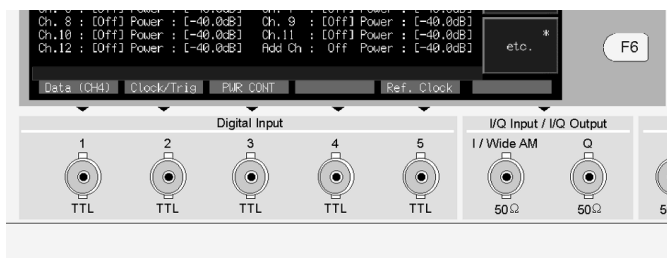 Ch. 8 : [Off] Power : [-40.0dB] Ch. 9 : [Off] Power : [-40.0dB]
Ch.10 : [Off] Power : [-40.0dB] Ch.11 : [Off] Power : [-40.0dB]
Ch.12 : [Off] Power : [-40.0dB] Add Ch : Off Power : [-40.0dB]
*
etc.
F6
Data (CH4) Clock/Trig PWR CONT Ref. Clock
Digital Input I/Q Input / I/Q Output
1 2 3 4 5 I / Wide AM Q
TTL TTL TTL TTL TTL 50Ω 50Ω 5